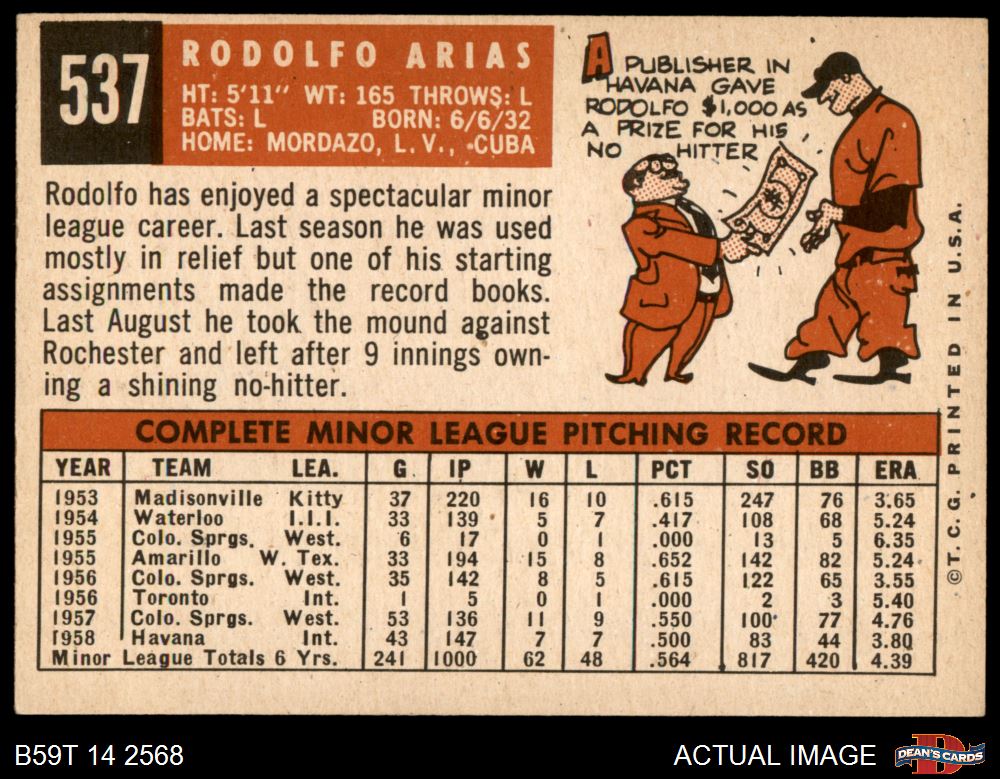 537
RODOLFO ARIAS
HT: 5'11" WT: 165 THROWS: L
BATS: L BORN: 6/6/32
HOME: MORDAZO, L. V., CUBA
A PUBLISHER IN
HAVANA GAVE
RODOLFO $1,000 AS
A PRIZE FOR HIS
NO HITTER
$
Rodolfo has enjoyed a spectacular minor
league career. Last season he was used
mostly in relief but one of his starting
assignments made the record books.
Last August he took the mound against
Rochester and left after 9 innings own-
ing a shining no-hitter.
COMPLETE MINOR LEAGUE PITCHING RECORD
YEAR TEAM LEA. G IP W L PCT SO BB ERA
1953 Madisonville Kitty 37 220 16 10 .615 247 76 3.65
1954 Waterloo I.I.I. 33 139 5 7 .417 108 68 5.24
1955 Colo. Sprgs. West. 6 17 0 1 .000 13 5 6.35
1955 Amarillo W. Tex. 33 194 15 8 .652 142 82 5.24
1956 Colo. Sprgs. West. 35 142 8 5 .615 122 65 3.55
1956 Toronto Int. 1 5 0 1 .000 2 3 5.40
1957 Colo. Sprgs. West. 53 136 11 9 .550 100 77 4.76
1958 Havana Int. 43 147 7 7 .500 83 44 3.80
Minor League Totals 6 Yrs. 241 1000 62 48 .564 817 420 4.39
©T. C. G. PRINTED IN U.S.A.
B59T 14 2568
ACTUAL IMAGE
D
DEAN'S CARDS